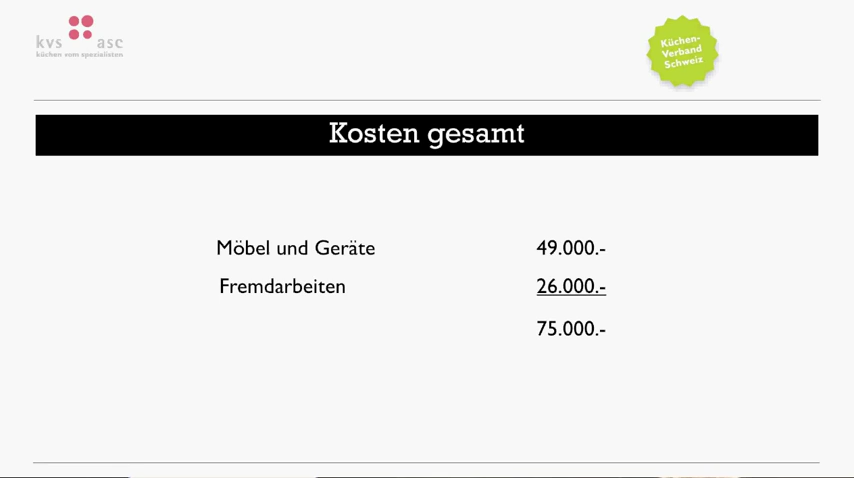 kvs asc
küchen vom spezialisten
Küchen-
Verband
Schweiz
Kosten gesamt
Möbel und Geräte 49.000.-
Fremdarbeiten 26.000.-
75.000.-